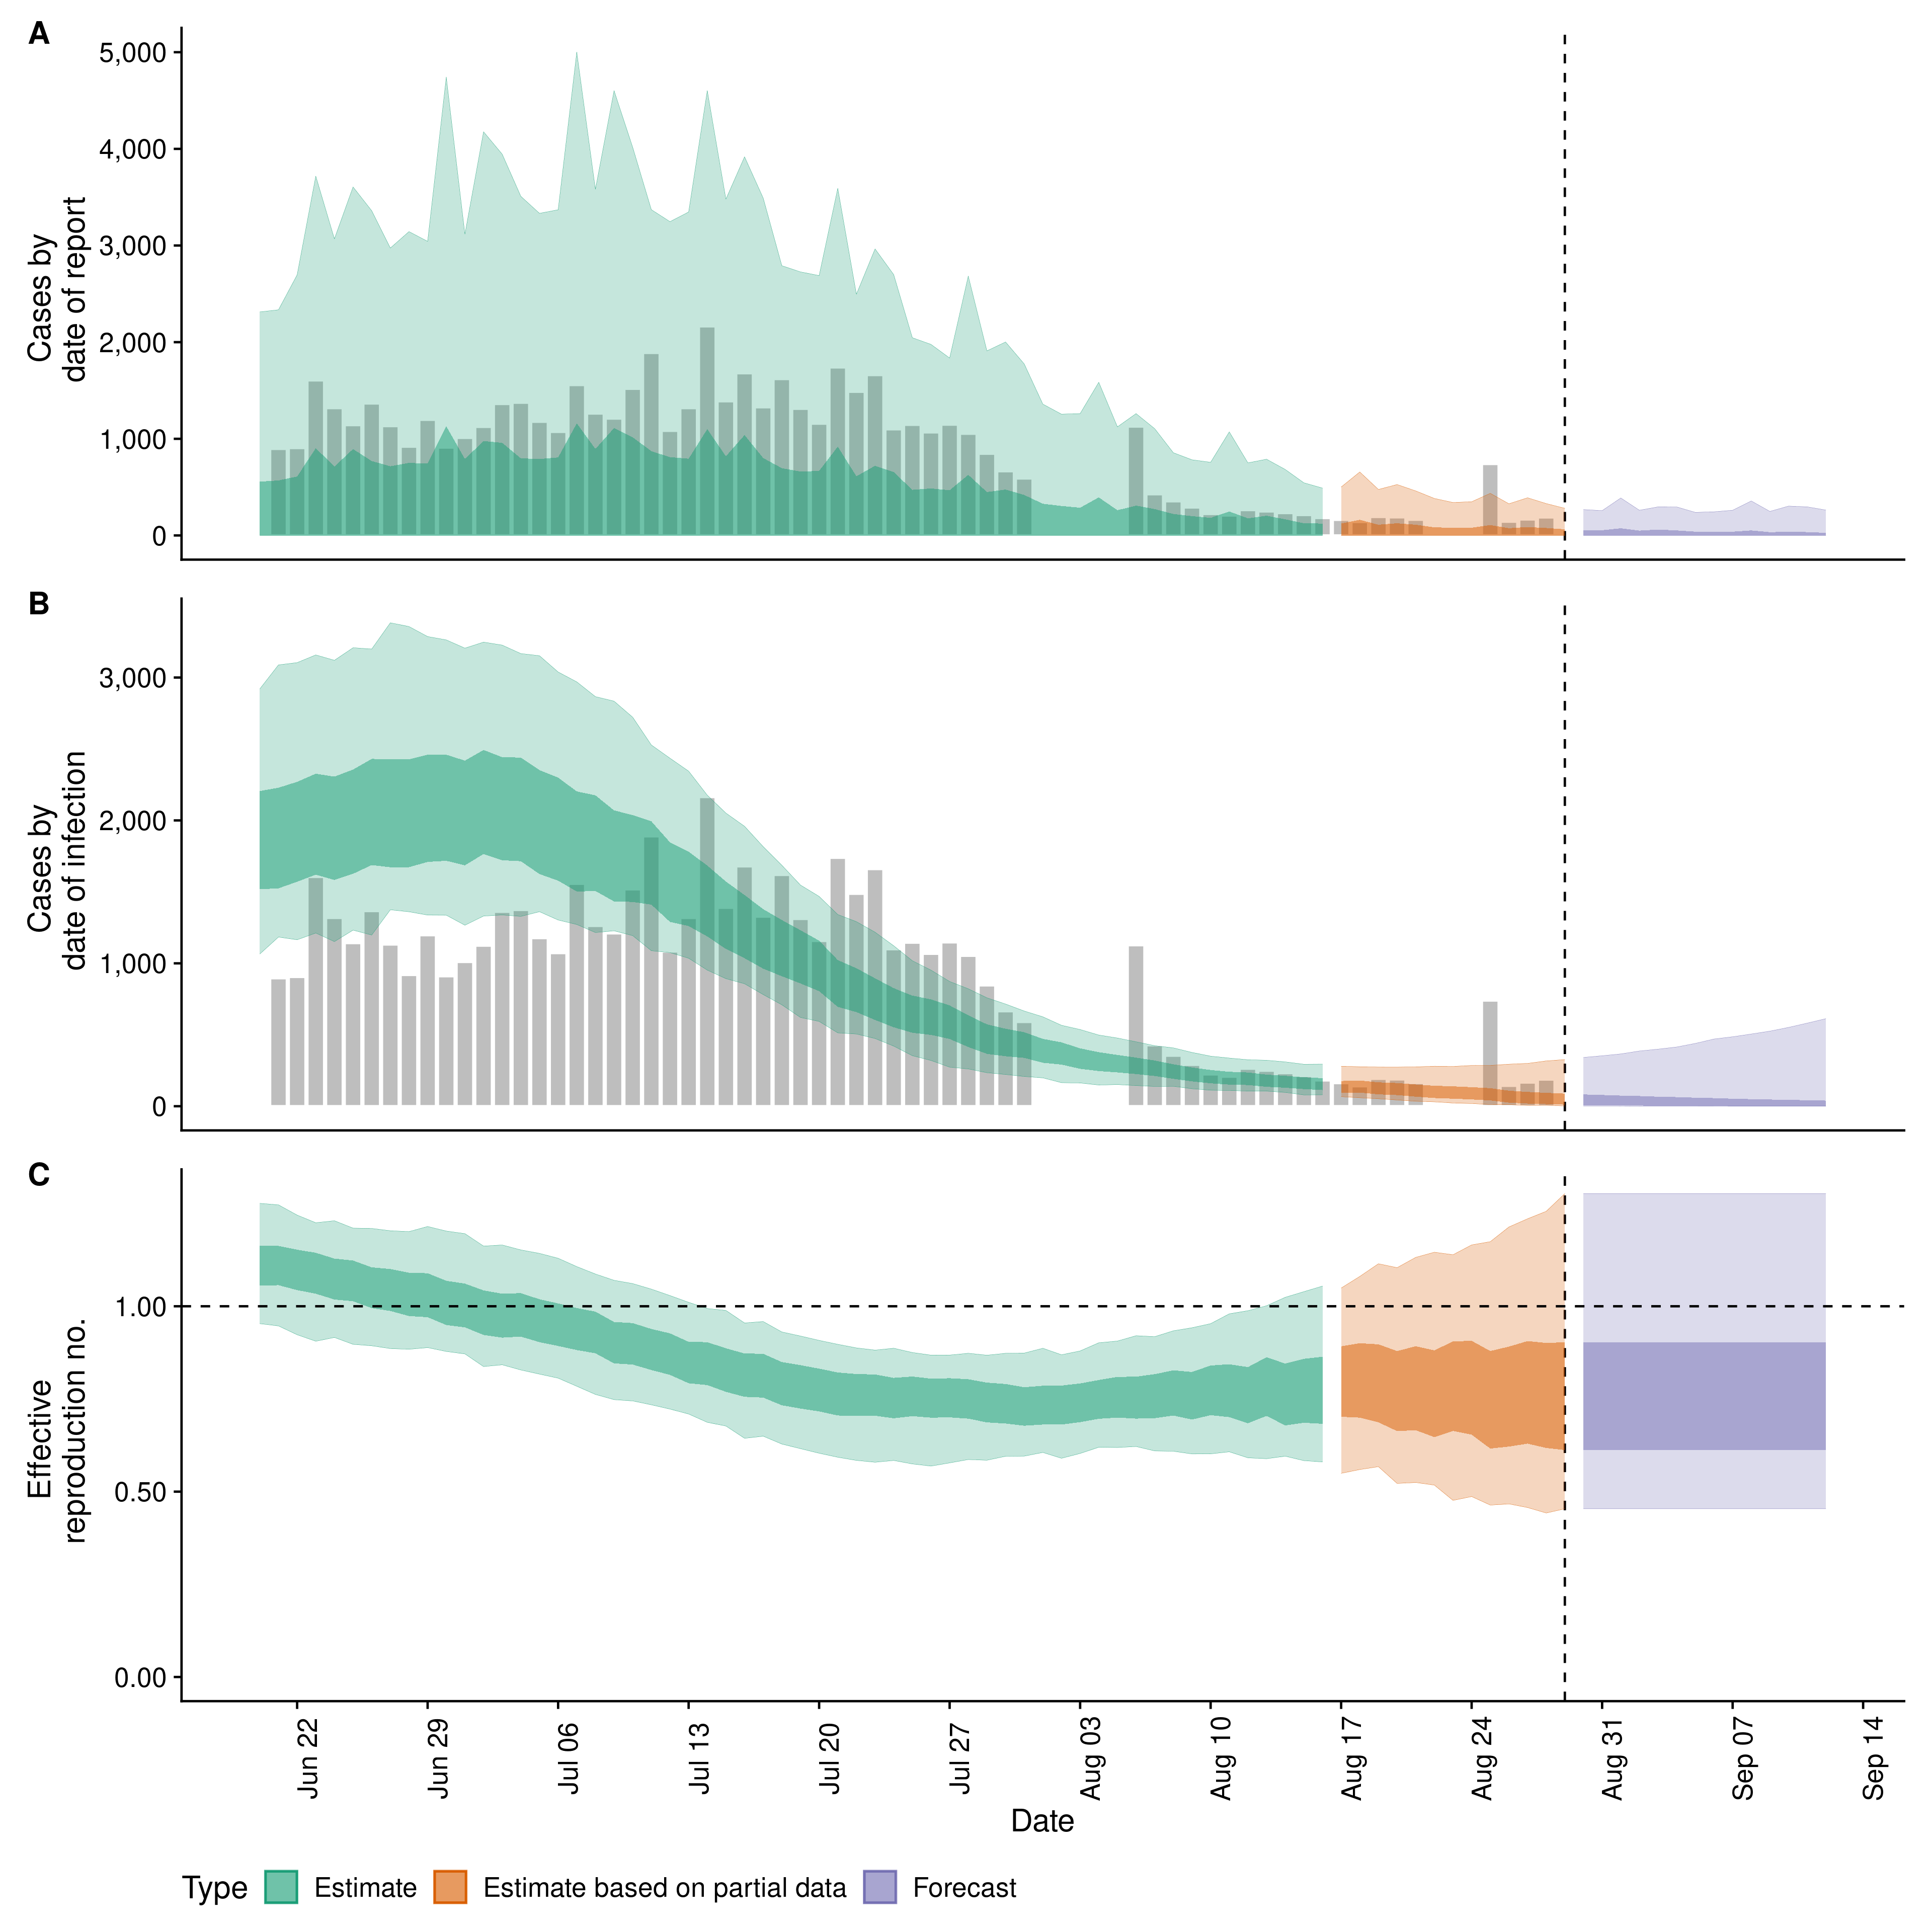 A
5,000
4,000
3,000
2,000
1,000
0
Cases by
date of report
B
3,000
2,000
1,000
0
Cases by
date of infection
C
1.00
0.50
0.00
Effective
reproduction no.
Jun 22
Jun 29
Jul 06
Jul 13
Jul 20
Jul 27
Aug 03
Aug 10
Aug 17
Aug 24
Aug 31
Sep 07
Sep 14
Date
Type Estimate Estimate based on partial data Forecast